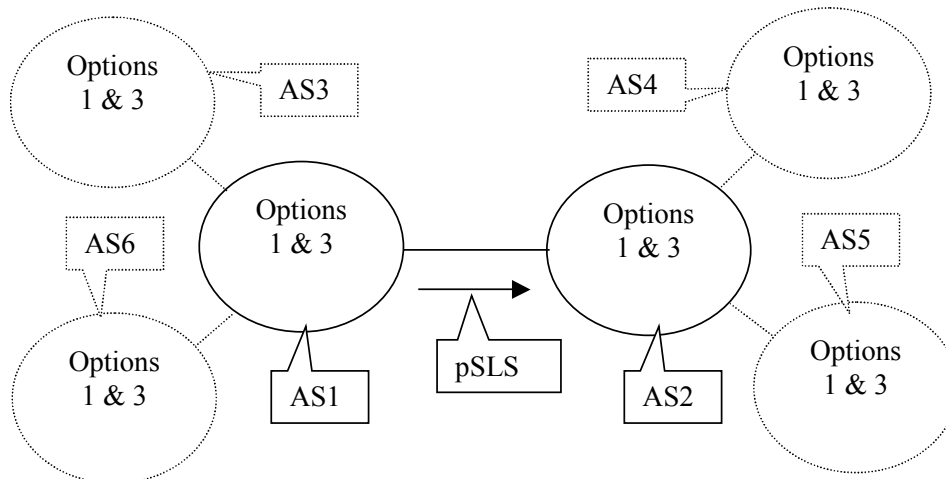 Options
1 & 3
AS3
AS4
Options
1 & 3
Options
1 & 3
Options
1 & 3
AS6
AS5
Options
1 & 3
AS1
pSLS
AS2
Options
1 & 3